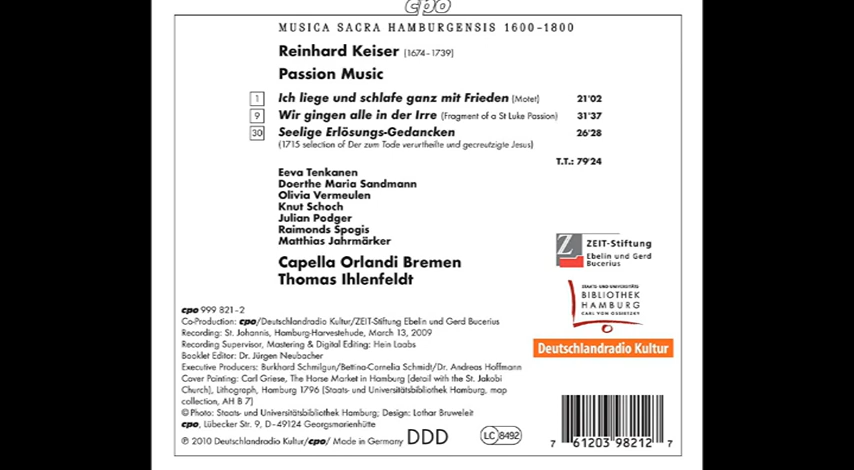 cpo
MUSICA SACRA HAMBURGENSIS 1600–1800
Reinhard Keiser (1674–1739)
Passion Music
1 Ich liege und schlafe ganz mit Frieden (Motet) 21'02
9 Wir gingen alle in der Irre (Fragment of a St Luke Passion) 31'37
30 Seelige Erlösungs-Gedancken 26'28
(1715 selection of Der zum Tode verurtheilte und gecreutzigte Jesus)
T.T.: 79'24
Eeva Tenkanen
Doerthe Maria Sandmann
Olivia Vermeulen
Knut Schoch
Julian Podger
Raimonds Spogis
Matthias Jahrmärker
Capella Orlandi Bremen
Thomas Ihlenfeldt
Z ZEIT-Stiftung
Ebelin und Gerd
Bucerius
STAATS- UND UNIVERSITÄTS-
BIBLIOTHEK
HAMBURG
CARL VON OSSIETZKY
Deutschlandradio Kultur
cpo 999 821–2
Co-Production: cpo/Deutschlandradio Kultur/ZEIT-Stiftung Ebelin und Gerd Bucerius
Recording: St. Johannis, Hamburg-Harvestehude, March 13, 2009
Recording Supervisor, Mastering & Digital Editing: Hein Laabs
Booklet Editor: Dr. Jürgen Neubacher
Executive Producers: Burkhard Schmilgun/Bettina-Cornelia Schmidt/Dr. Andreas Hoffmann
Cover Painting: Carl Griese, The Horse Market in Hamburg [detail with the St. Jakobi
Church], Lithograph, Hamburg 1796 [Staats- und Universitätsbibliothek Hamburg, map
collection, AH B 7]
© Photo: Staats- und Universitätsbibliothek Hamburg; Design: Lothar Bruweleit
cpo, Lübecker Str. 9, D–49124 Georgsmarienhütte
℗ 2010 Deutschlandradio Kultur/cpo/ Made in Germany DDD LC 8492
7 61203 98212 7